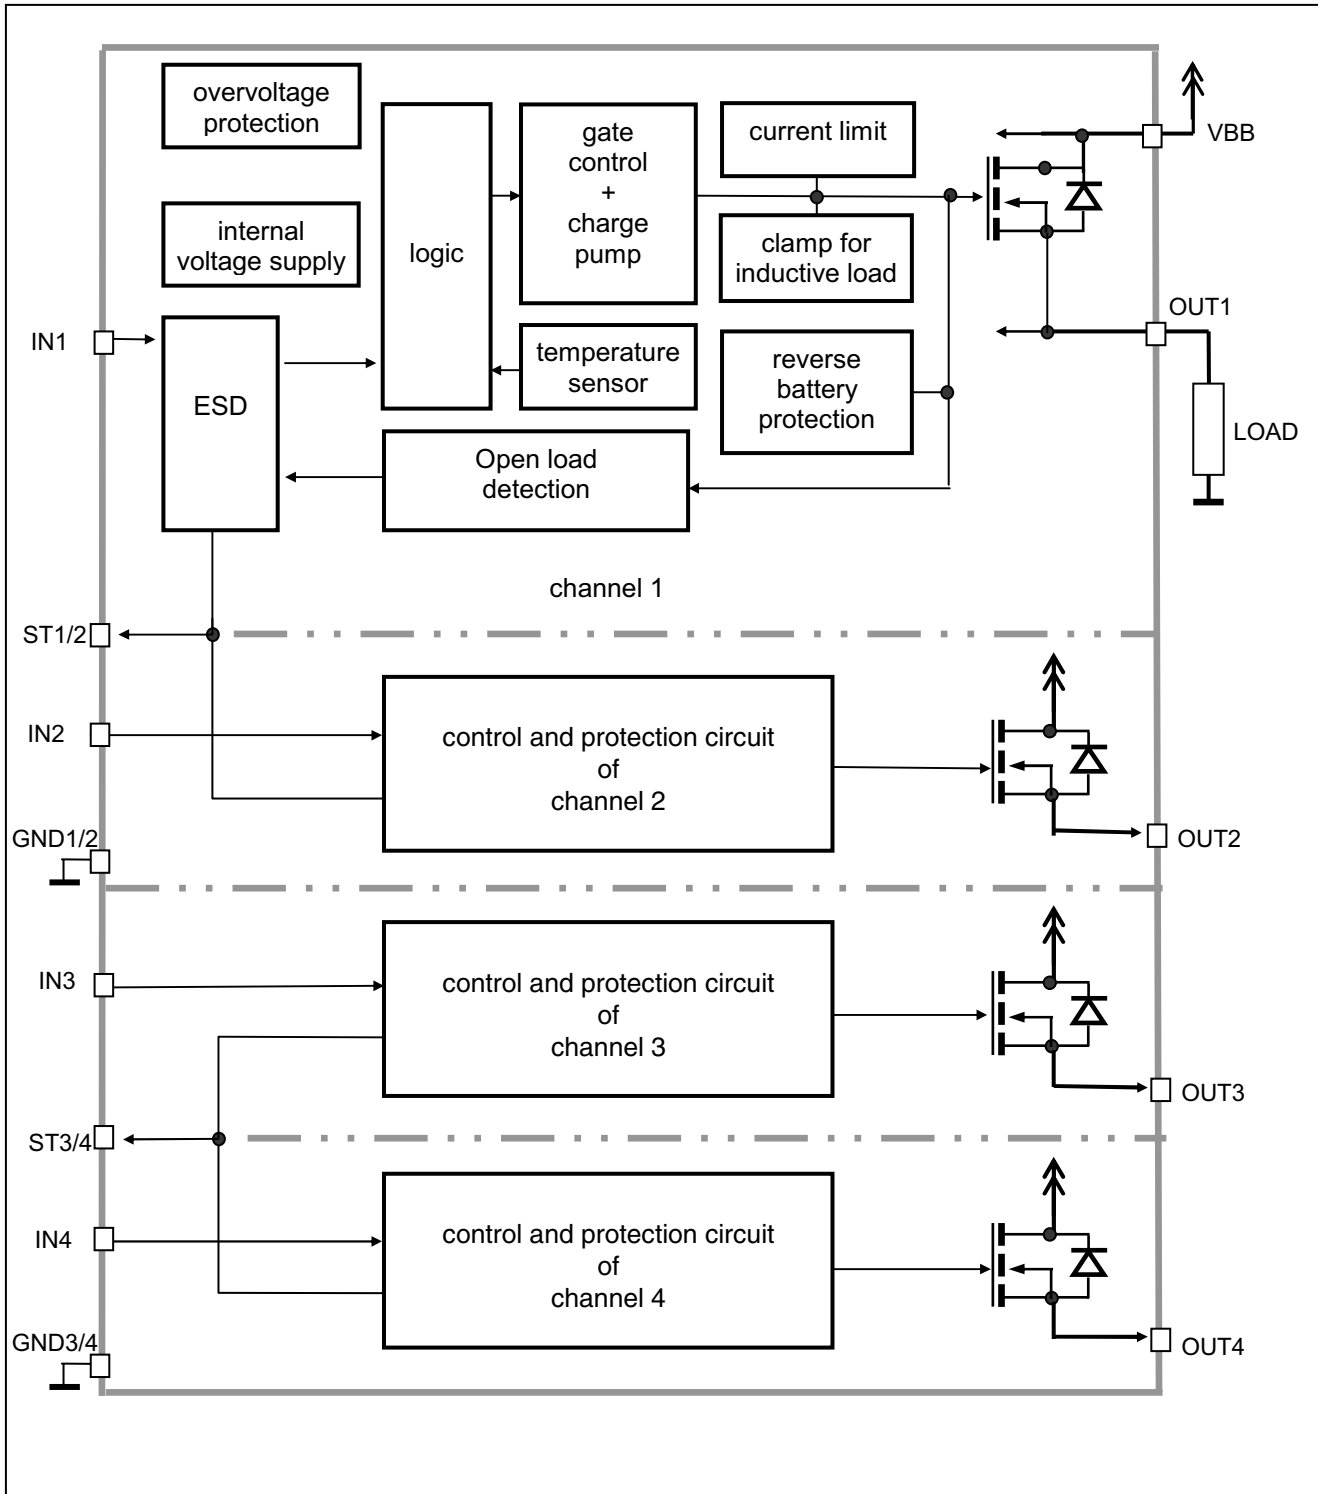 overvoltage
protection
current limit
VBB
gate
control
+
charge
pump
internal
voltage supply
logic
clamp for
inductive load
OUT1
IN1
temperature
sensor
reverse
battery
protection
ESD
LOAD
Open load
detection
channel 1
ST1/2
IN2
control and protection circuit
of
channel 2
GND1/2
OUT2
IN3
control and protection circuit
of
channel 3
OUT3
ST3/4
IN4
control and protection circuit
of
channel 4
GND3/4
OUT4